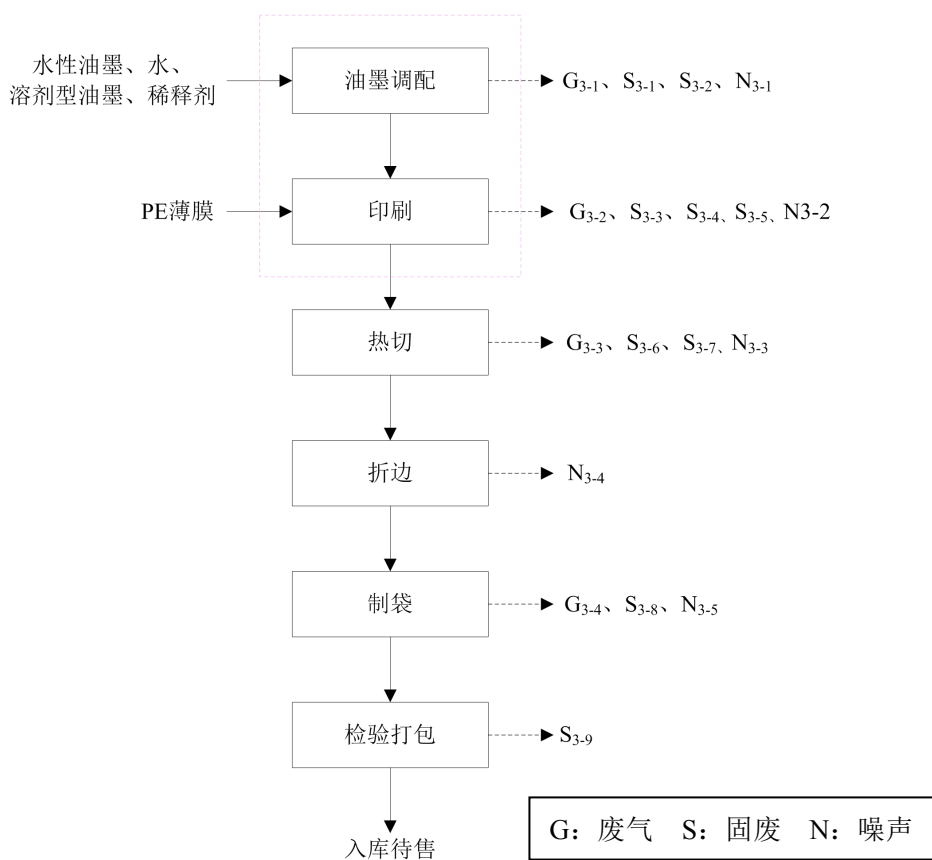 水性油墨、水、
溶剂型油墨、稀释剂
油墨调配
G3-1、S3-1、S3-2、N3-1
PE薄膜
印刷
G3-2、S3-3、S3-4、S3-5、N3-2
热切
G3-3、S3-6、S3-7、N3-3
折边
N3-4
制袋
G3-4、S3-8、N3-5
检验打包
S3-9
入库待售
G：废气 S：固废 N：噪声